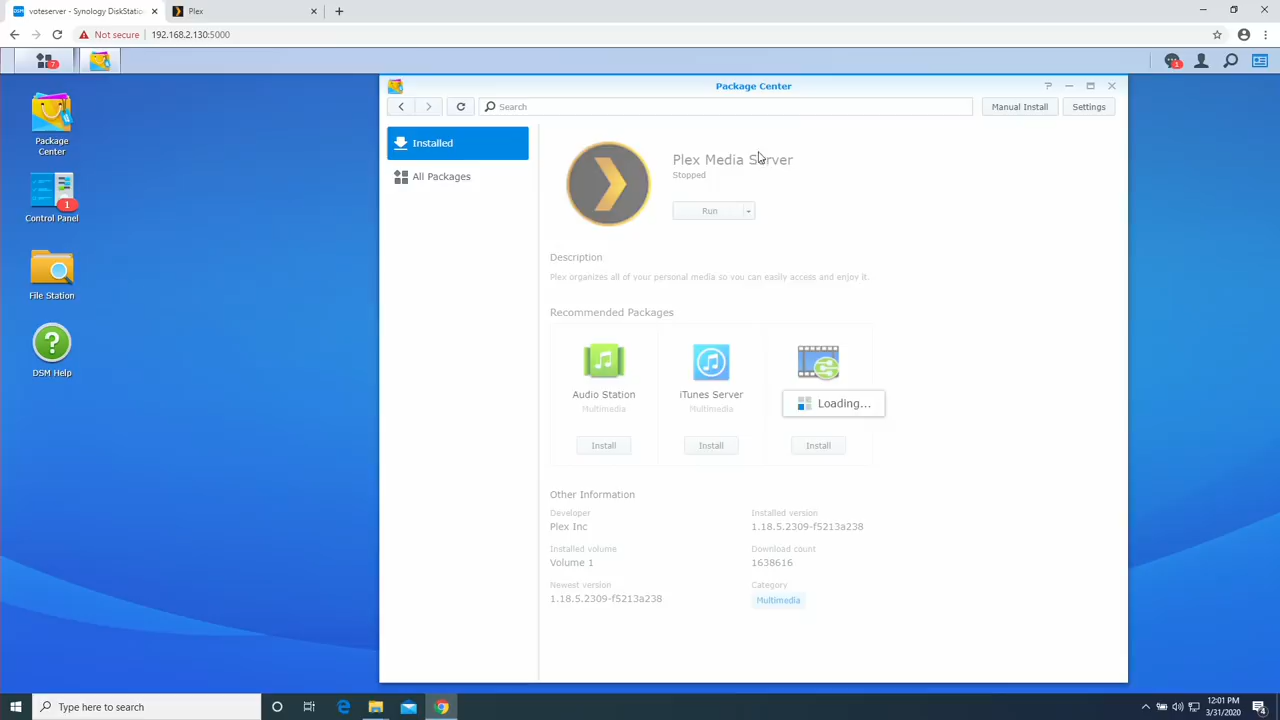 voteserver - Synology DiskStatio
Plex
Not secure
192.168.2.130:5000
7
1
Package Center
Search
Manual Install
Settings
Package
Center
1
Control Panel
File Station
DSM Help
Installed
All Packages
Plex Media Server
Stopped
Run
Description
Plex organizes all of your personal media so you can easily access and enjoy it.
Recommended Packages
Audio Station
Multimedia
Install
iTunes Server
Multimedia
Install
Loading...
Install
Other Information
Developer
Plex Inc
Installed version
1.18.5.2309-f5213a238
Installed volume
Volume 1
Download count
1638616
Newest version
1.18.5.2309-f5213a238
Category
Multimedia
Type here to search
12:01 PM
3/31/2020
4